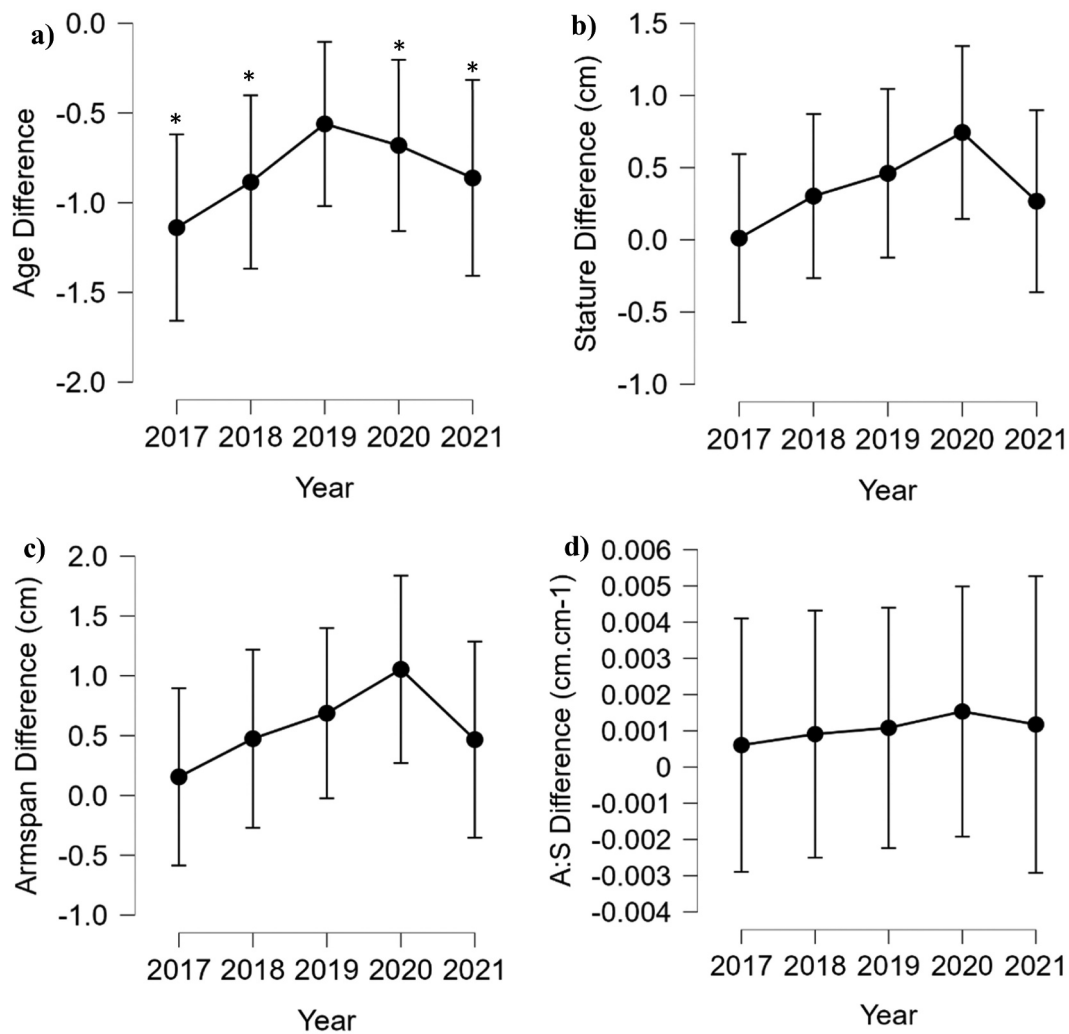 a)
0.0
-0.5
-1.0
-1.5
-2.0
Age Difference
*
*
*
*
2017 2018 2019 2020 2021
Year
b)
1.5
1.0
0.5
0.0
-0.5
-1.0
Stature Difference (cm)
2017 2018 2019 2020 2021
Year
c)
2.0
1.5
1.0
0.5
0.0
-0.5
-1.0
Armspan Difference (cm)
2017 2018 2019 2020 2021
Year
d)
0.006
0.005
0.004
0.003
0.002
0.001
0
-0.001
-0.002
-0.003
-0.004
A:S Difference (cm.cm-1)
2017 2018 2019 2020 2021
Year